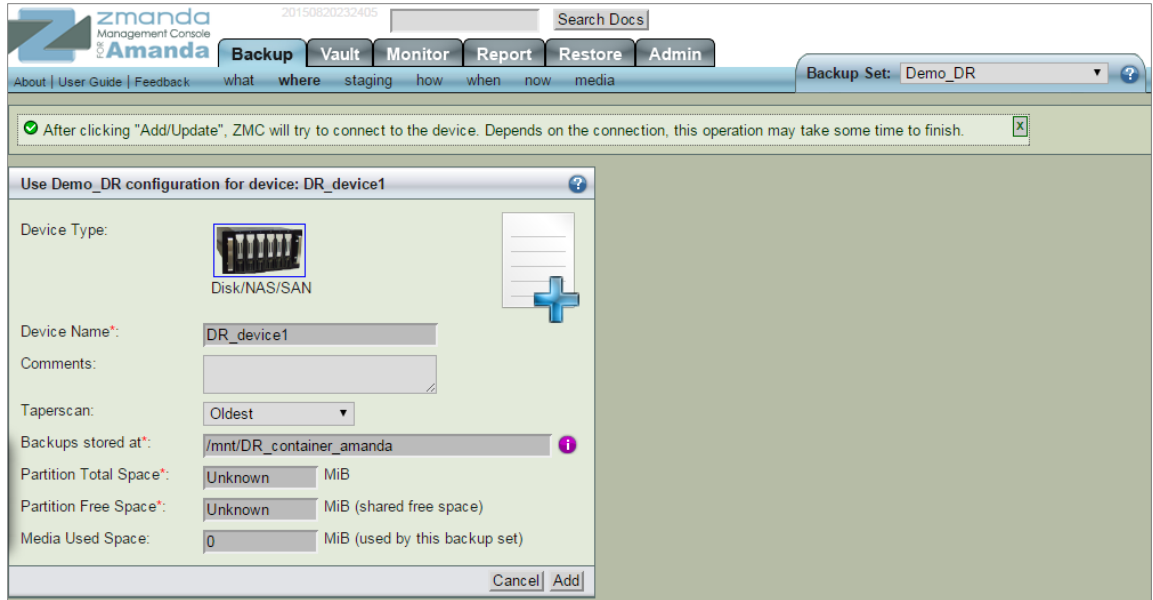 zmanda
Management Console
FOR Amanda
20150820232405
Search Docs
Backup Vault Monitor Report Restore Admin
About | User Guide | Feedback
what where staging how when now media
Backup Set: Demo_DR
After clicking "Add/Update", ZMC will try to connect to the device. Depends on the connection, this operation may take some time to finish.
x
Use Demo_DR configuration for device: DR_device1
?
Device Type:
Disk/NAS/SAN
Device Name*: DR_device1
Comments:
Taperscan: Oldest
Backups stored at*: /mnt/DR_container_amanda
Partition Total Space*: Unknown MiB
Partition Free Space*: Unknown MiB (shared free space)
Media Used Space: 0 MiB (used by this backup set)
Cancel Add